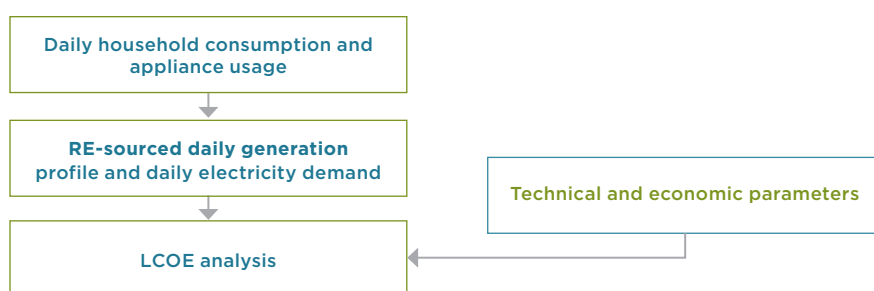 Daily household consumption and
appliance usage
RE-sourced daily generation
profile and daily electricity demand
Technical and economic parameters
LCOE analysis